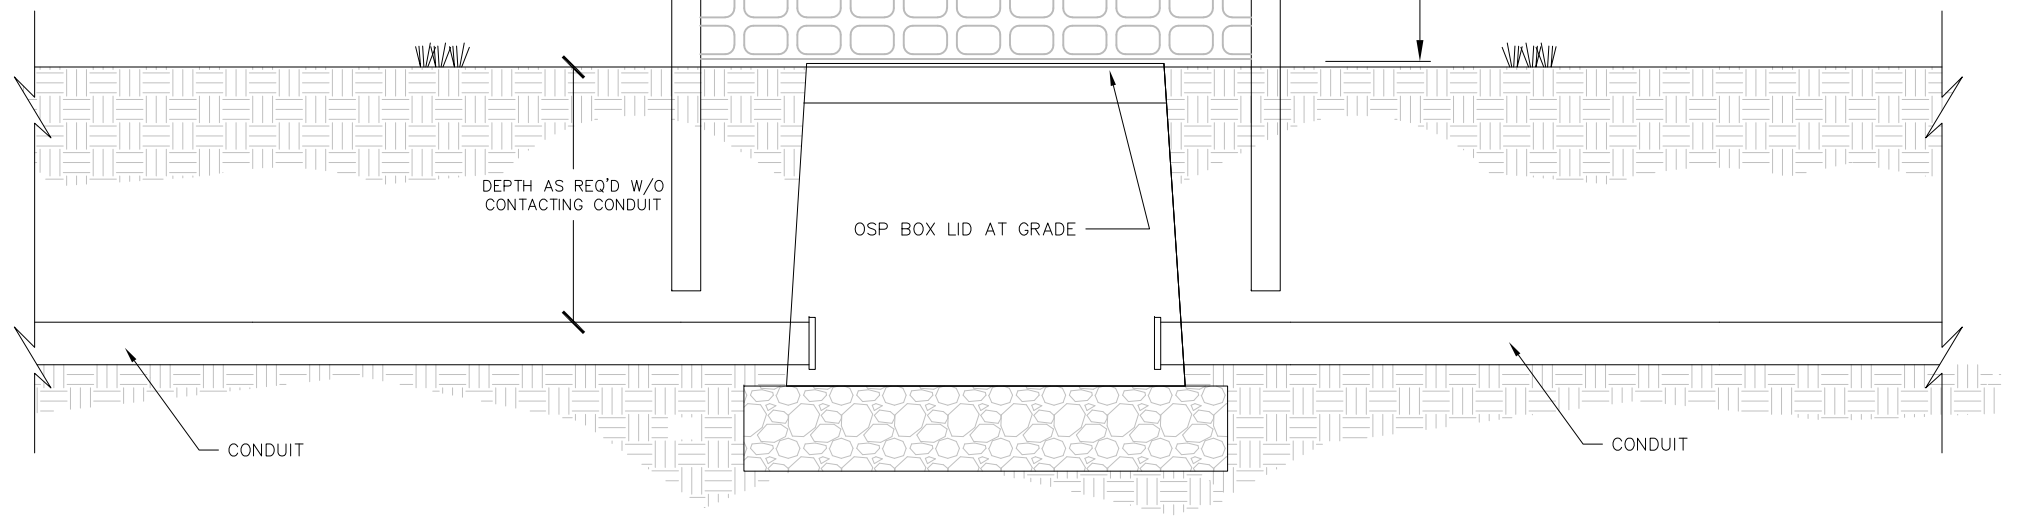 DEPTH AS REQ'D W/O
CONTACTING CONDUIT
OSP BOX LID AT GRADE
CONDUIT
CONDUIT